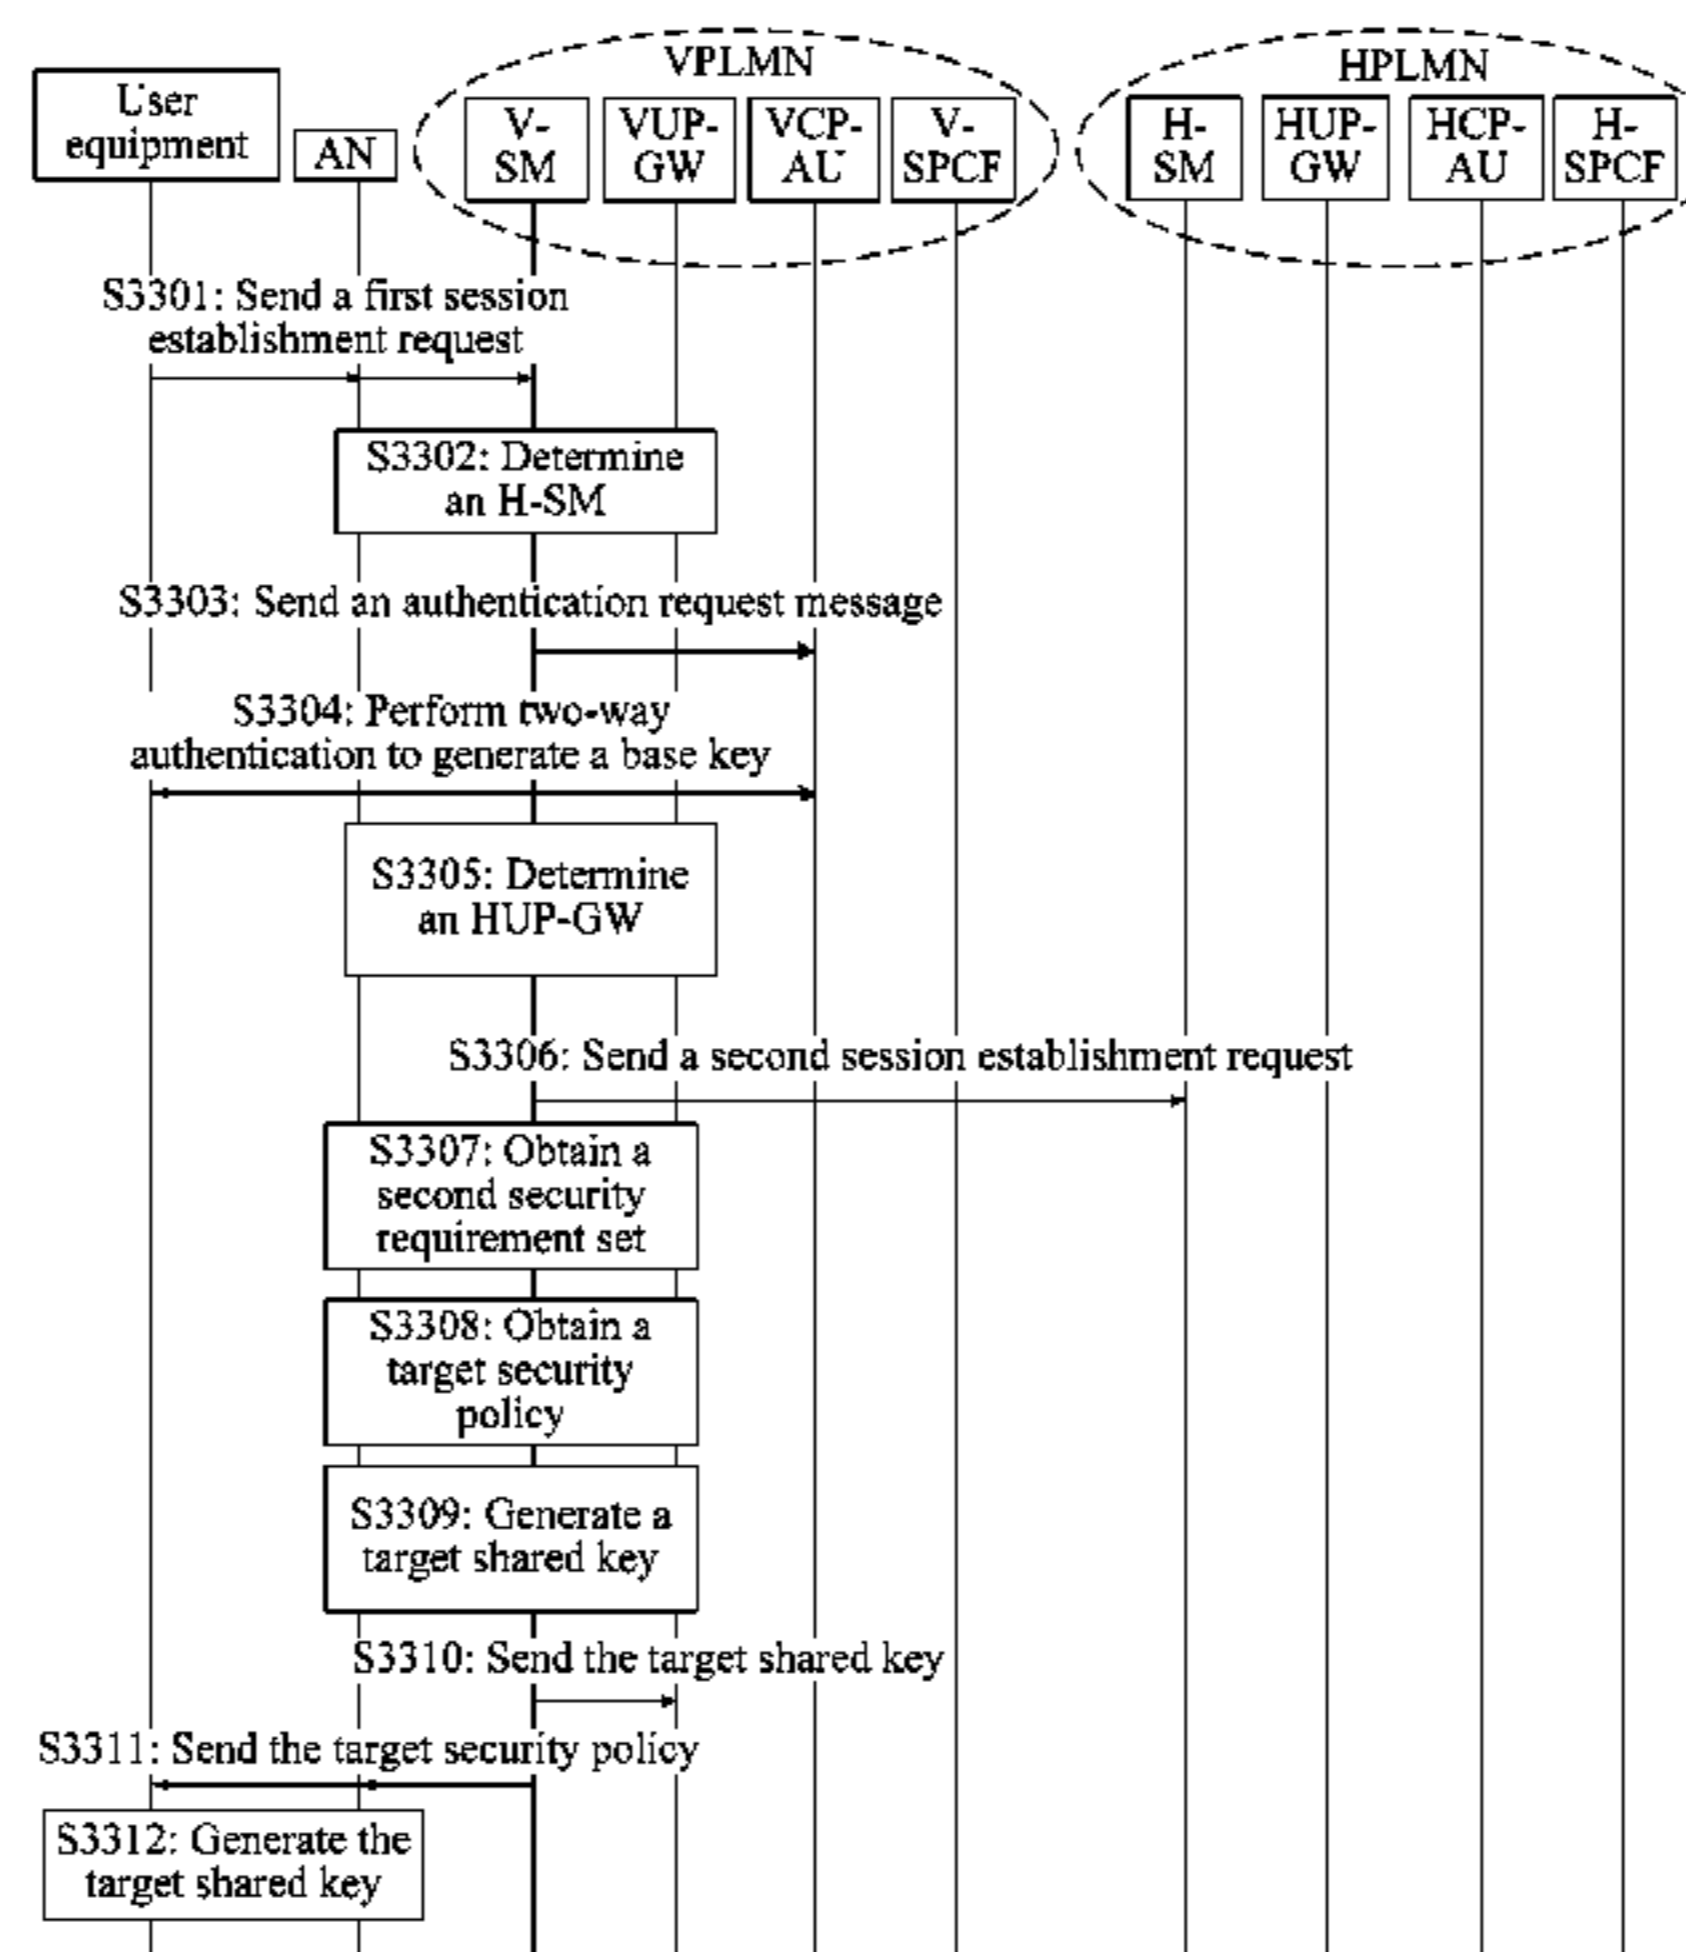 VPLMN
HPLMN
User
equipment
AN
V-
SM
VUP-
GW
VCP-
AU
V-
SPCF
H-
SM
HUP-
GW
HCP-
AU
H-
SPCF
S3301: Send a first session
establishment request
S3302: Determine
an H-SM
S3303: Send an authentication request message
S3304: Perform two-way
authentication to generate a base key
S3305: Determine
an HUP-GW
S3306: Send a second session establishment request
S3307: Obtain a
second security
requirement set
S3308: Obtain a
target security
policy
S3309: Generate a
target shared key
S3310: Send the target shared key
S3311: Send the target security policy
S3312: Generate the
target shared key